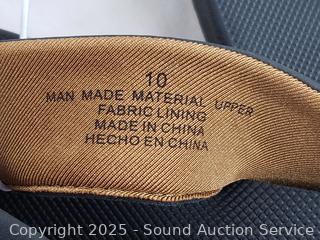 10
MAN MADE MATERIAL UPPER
FABRIC LINING
MADE IN CHINA
HECHO EN CHINA
Copyright © 2025 - Sound Auction Service